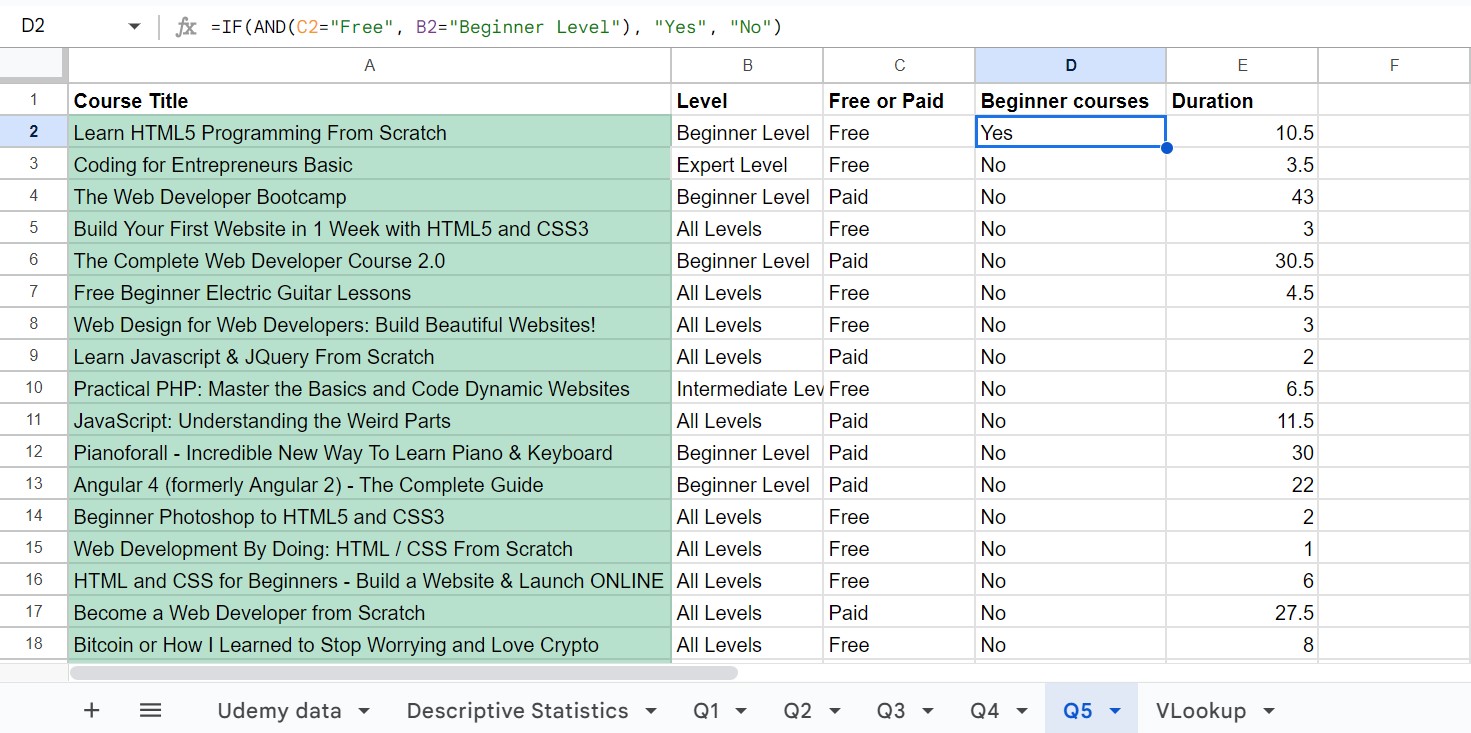 D2 fx =IF(AND(C2="Free", B2="Beginner Level"), "Yes", "No")
A B C D E F
1 Course Title Level Free or Paid Beginner courses Duration
2 Learn HTML5 Programming From Scratch Beginner Level Free Yes 10.5
3 Coding for Entrepreneurs Basic Expert Level Free No 3.5
4 The Web Developer Bootcamp Beginner Level Paid No 43
5 Build Your First Website in 1 Week with HTML5 and CSS3 All Levels Free No 3
6 The Complete Web Developer Course 2.0 Beginner Level Paid No 30.5
7 Free Beginner Electric Guitar Lessons All Levels Free No 4.5
8 Web Design for Web Developers: Build Beautiful Websites! All Levels Free No 3
9 Learn Javascript & JQuery From Scratch All Levels Paid No 2
10 Practical PHP: Master the Basics and Code Dynamic Websites Intermediate Lev Free No 6.5
11 JavaScript: Understanding the Weird Parts All Levels Paid No 11.5
12 Pianoforall - Incredible New Way To Learn Piano & Keyboard Beginner Level Paid No 30
13 Angular 4 (formerly Angular 2) - The Complete Guide Beginner Level Paid No 22
14 Beginner Photoshop to HTML5 and CSS3 All Levels Free No 2
15 Web Development By Doing: HTML / CSS From Scratch All Levels Free No 1
16 HTML and CSS for Beginners - Build a Website & Launch ONLINE All Levels Free No 6
17 Become a Web Developer from Scratch All Levels Paid No 27.5
18 Bitcoin or How I Learned to Stop Worrying and Love Crypto All Levels Free No 8
+ Udemy data Descriptive Statistics Q1 Q2 Q3 Q4 Q5 VLookup